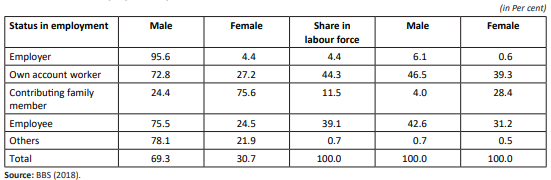 (in Per cent)
Status in employment Male Female Share in labour force Male Female
Employer 95.6 4.4 4.4 6.1 0.6
Own account worker 72.8 27.2 44.3 46.5 39.3
Contributing family member 24.4 75.6 11.5 4.0 28.4
Employee 75.5 24.5 39.1 42.6 31.2
Others 78.1 21.9 0.7 0.7 0.5
Total 69.3 30.7 100.0 100.0 100.0
Source: BBS (2018).